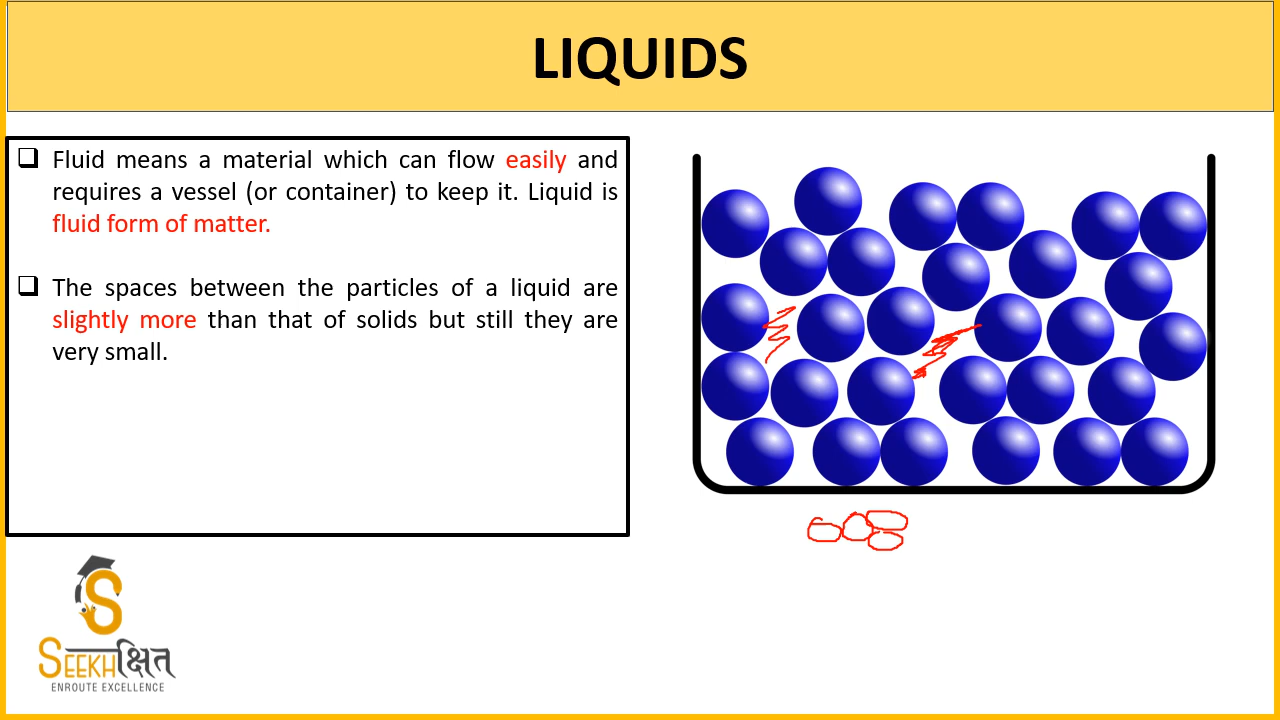 LIQUIDS
❑ Fluid means a material which can flow easily and
requires a vessel (or container) to keep it. Liquid is
fluid form of matter.
❑ The spaces between the particles of a liquid are
slightly more than that of solids but still they are
very small.
SEEKHक्षित
ENROUTE EXCELLENCE